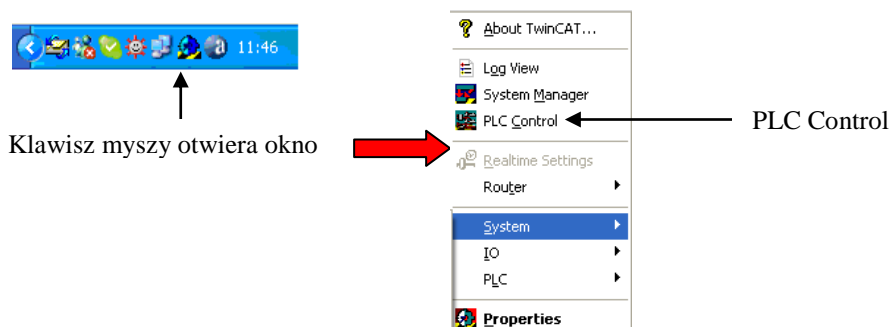 11:46
Klawisz myszy otwiera okno
About TwinCAT...
Log View
System Manager
PLC Control
Realtime Settings
Router
System
IO
PLC
Properties
PLC Control